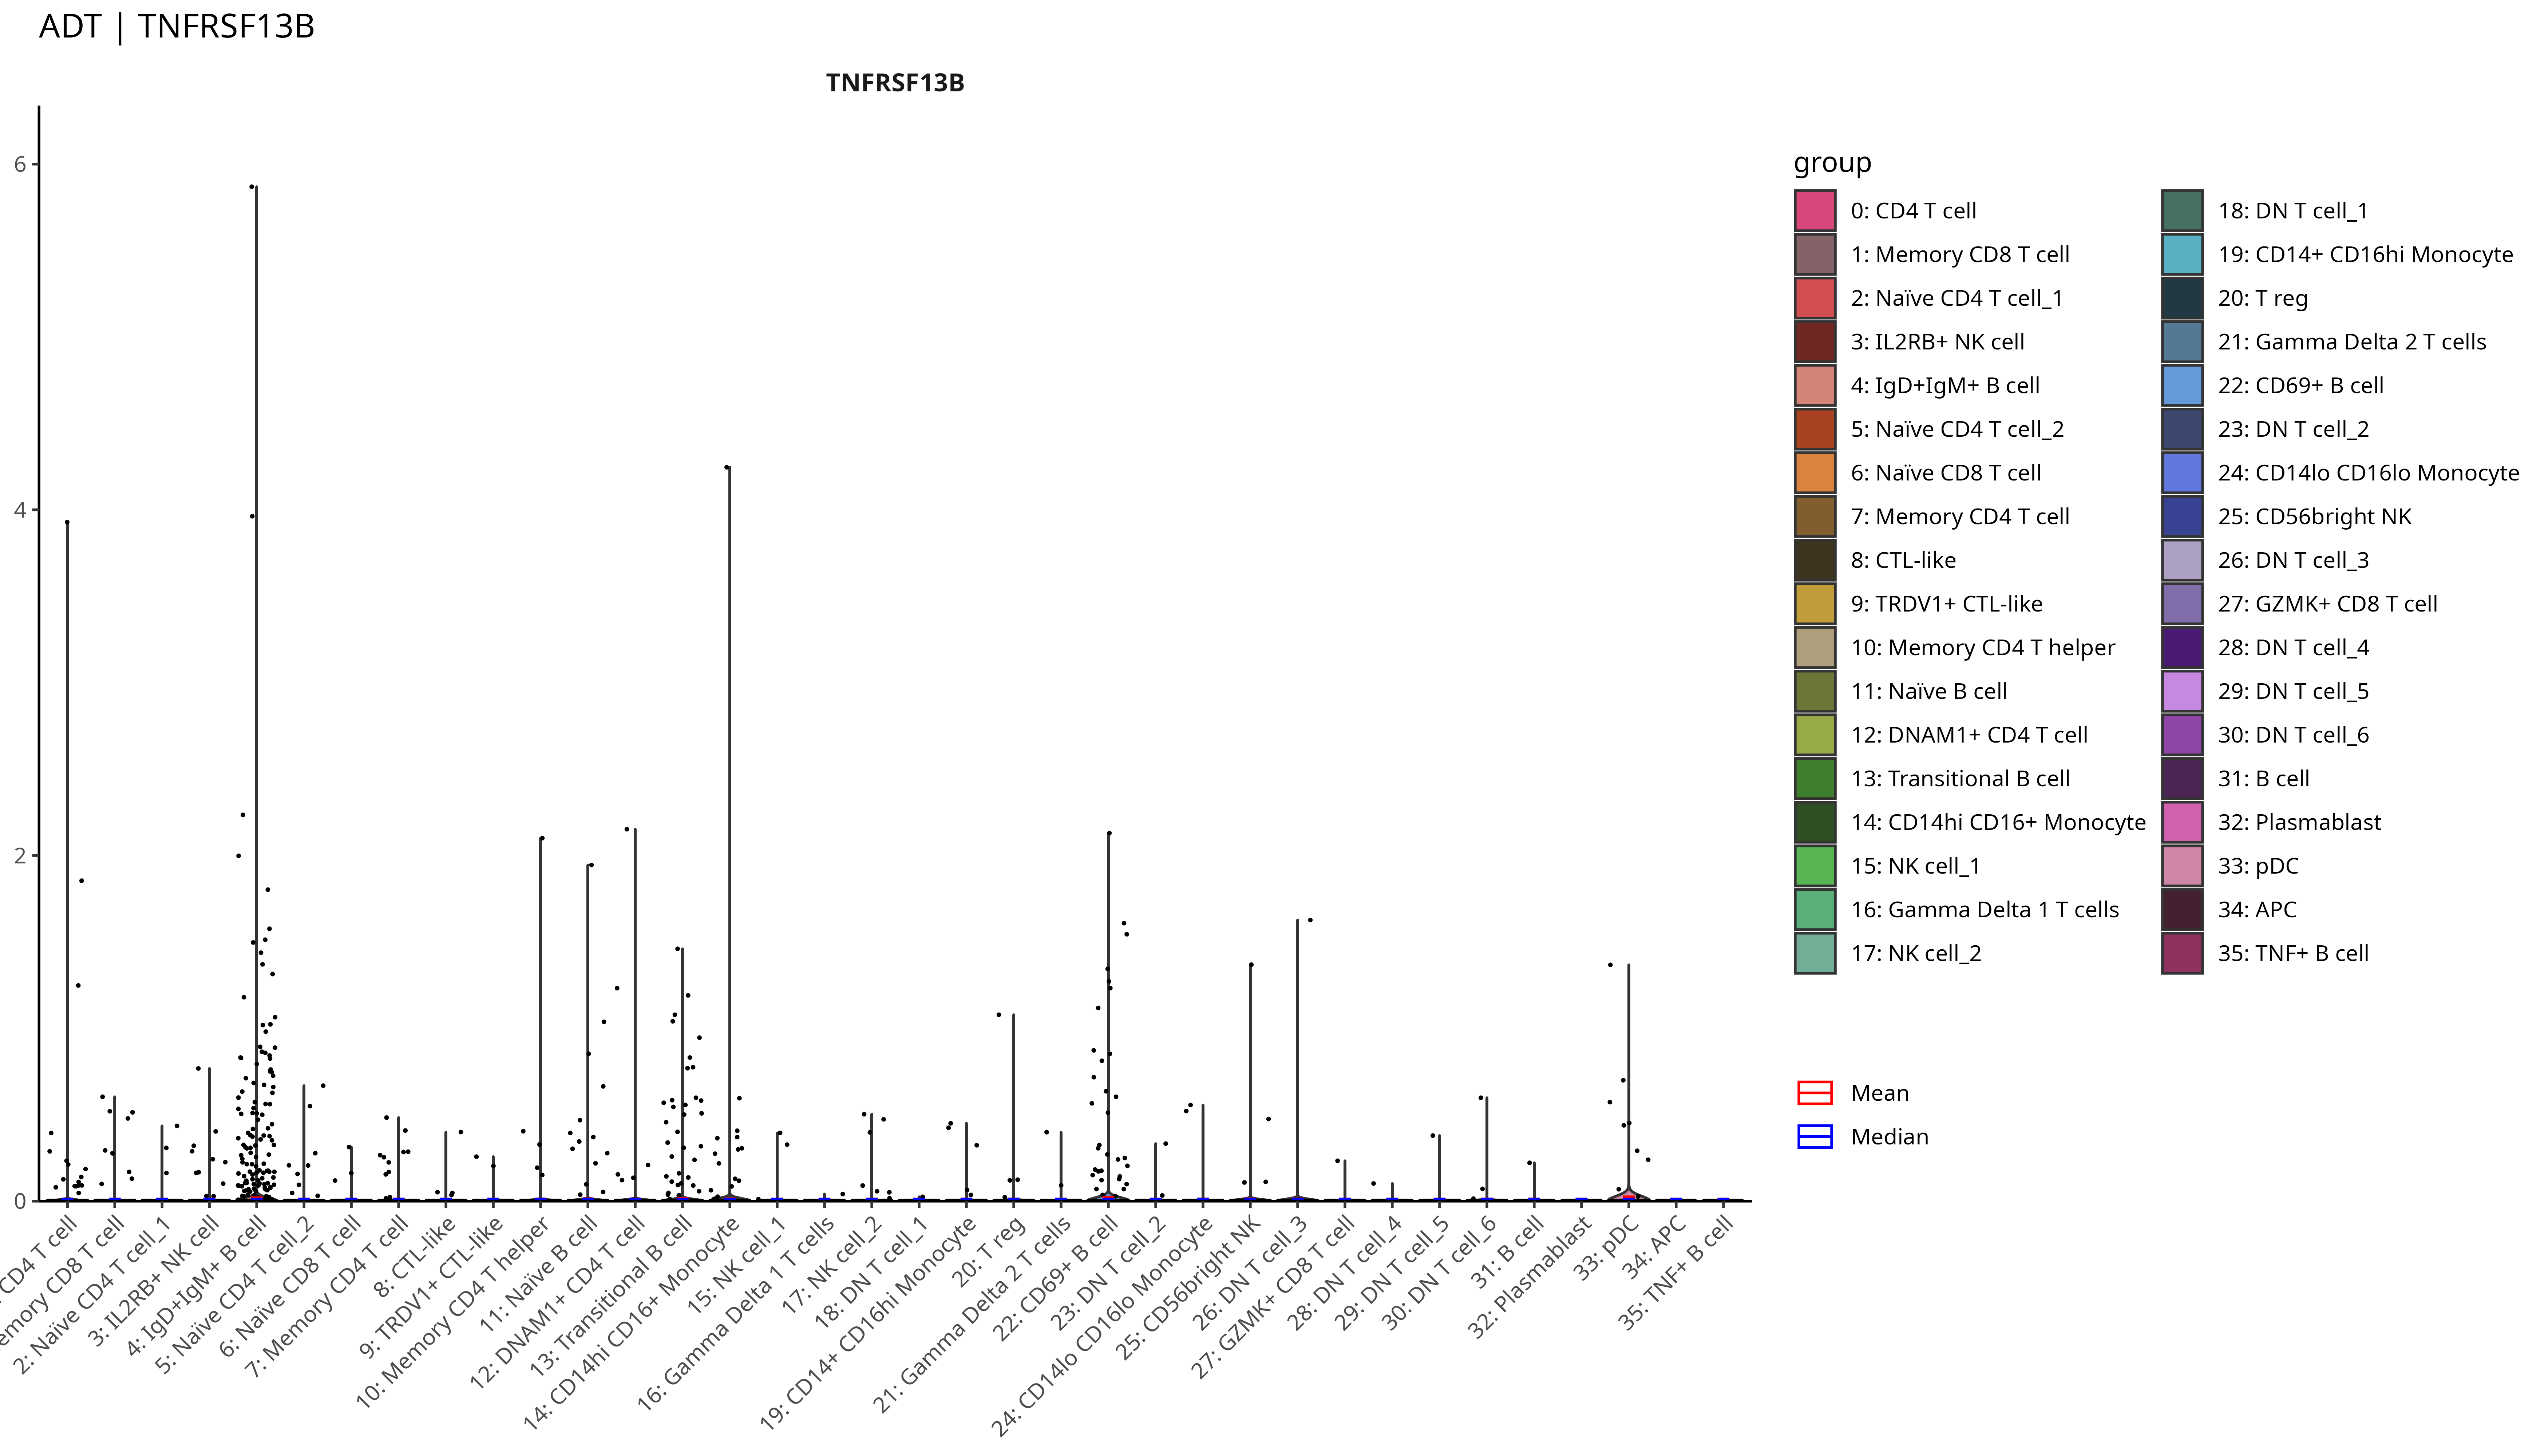 ADT | TNFRSF13B
TNFRSF13B
6
4
2
0
CD4 T cell
emory CD8 T cell
2: Naïve CD4 T cell_1
3: IL2RB+ NK cell
4: IgD+IgM+ B cell
5: Naïve CD4 T cell_2
6: Naïve CD8 T cell
7: Memory CD4 T cell
8: CTL-like
9: TRDV1+ CTL-like
10: Memory CD4 T helper
11: Naïve B cell
12: DNAM1+ CD4 T cell
13: Transitional B cell
14: CD14hi CD16+ Monocyte
15: NK cell_1
16: Gamma Delta 1 T cells
17: NK cell_2
18: DN T cell_1
19: CD14+ CD16hi Monocyte
20: T reg
21: Gamma Delta 2 T cells
22: CD69+ B cell
23: DN T cell_2
24: CD14lo CD16lo Monocyte
25: CD56bright NK
26: DN T cell_3
27: GZMK+ CD8 T cell
28: DN T cell_4
29: DN T cell_5
30: DN T cell_6
31: B cell
32: Plasmablast
33: pDC
34: APC
35: TNF+ B cell
group
0: CD4 T cell
1: Memory CD8 T cell
2: Naïve CD4 T cell_1
3: IL2RB+ NK cell
4: IgD+IgM+ B cell
5: Naïve CD4 T cell_2
6: Naïve CD8 T cell
7: Memory CD4 T cell
8: CTL-like
9: TRDV1+ CTL-like
10: Memory CD4 T helper
11: Naïve B cell
12: DNAM1+ CD4 T cell
13: Transitional B cell
14: CD14hi CD16+ Monocyte
15: NK cell_1
16: Gamma Delta 1 T cells
17: NK cell_2
18: DN T cell_1
19: CD14+ CD16hi Monocyte
20: T reg
21: Gamma Delta 2 T cells
22: CD69+ B cell
23: DN T cell_2
24: CD14lo CD16lo Monocyte
25: CD56bright NK
26: DN T cell_3
27: GZMK+ CD8 T cell
28: DN T cell_4
29: DN T cell_5
30: DN T cell_6
31: B cell
32: Plasmablast
33: pDC
34: APC
35: TNF+ B cell
Mean
Median